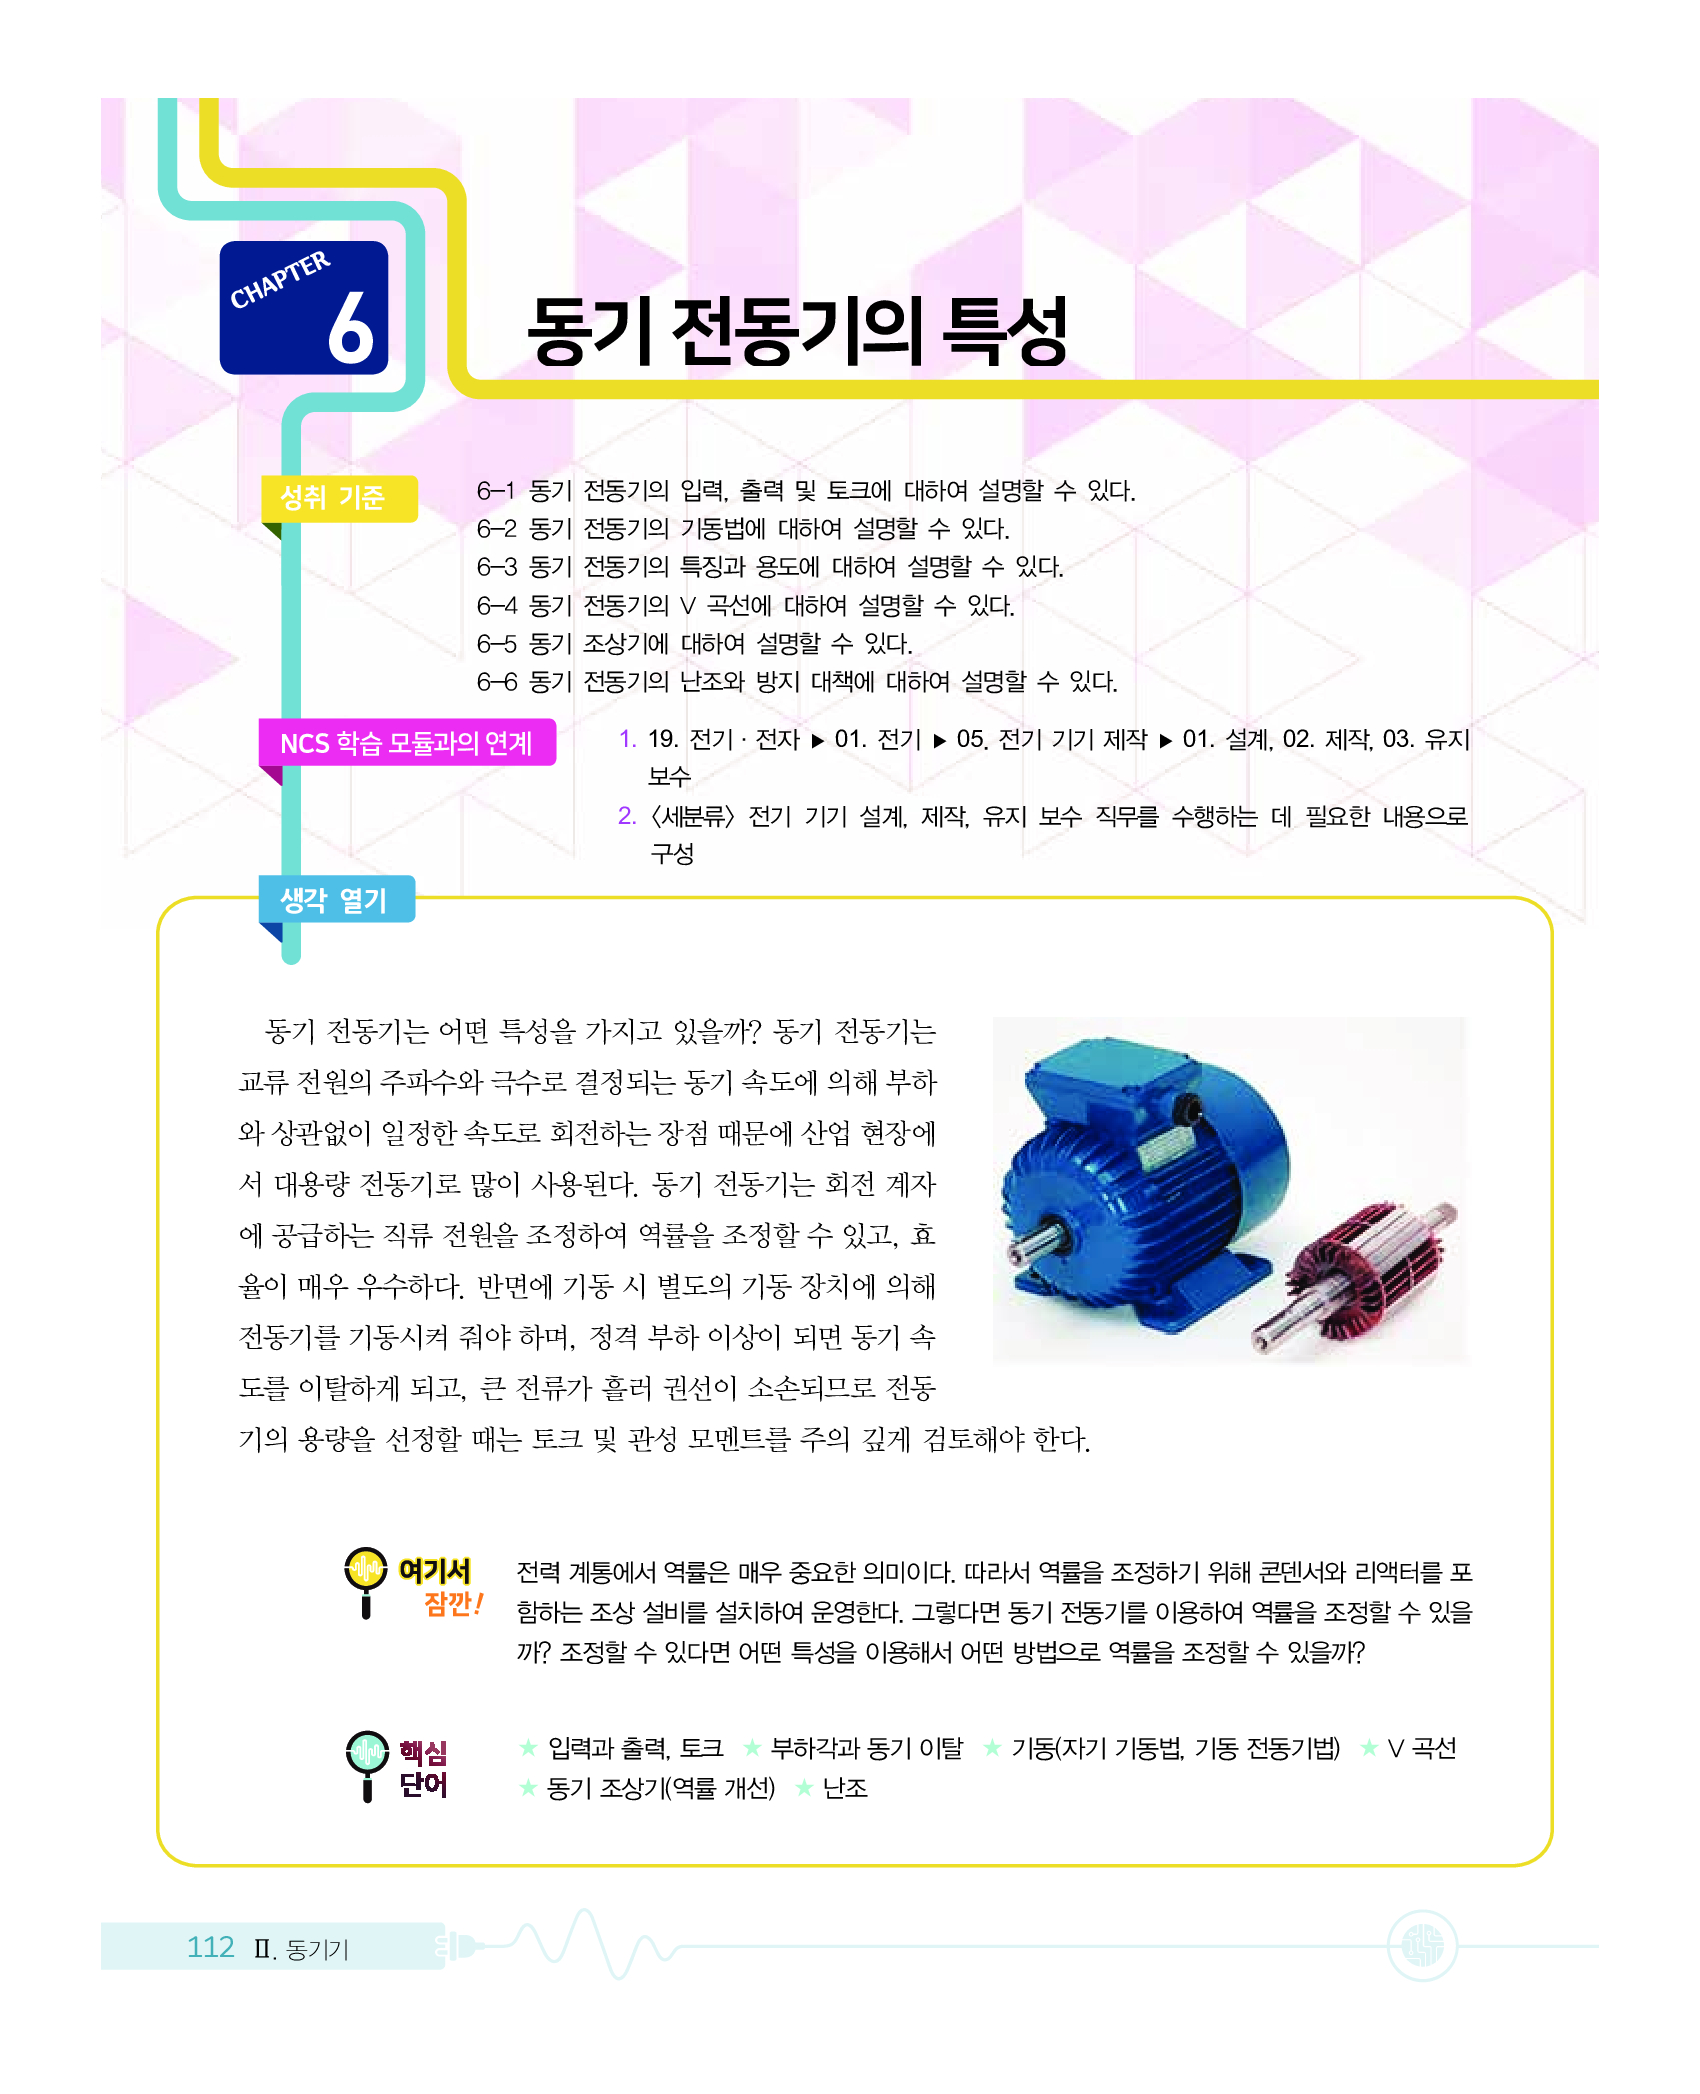 CHAPTER
6
동기 전동기의 특성
성취 기준
6-1 동기 전동기의 입력, 출력 및 토크에 대하여 설명할 수 있다.
6-2 동기 전동기의 기동법에 대하여 설명할 수 있다.
6-3 동기 전동기의 특징과 용도에 대하여 설명할 수 있다.
6-4 동기 전동기의 V 곡선에 대하여 설명할 수 있다.
6-5 동기 조상기에 대하여 설명할 수 있다.
6-6 동기 전동기의 난조와 방지 대책에 대하여 설명할 수 있다.
NCS 학습 모듈과의 연계
1. 19. 전기·전자 ▶ 01. 전기 ▶ 05. 전기 기기 제작 ▶ 01. 설계, 02. 제작, 03. 유지
보수
2. 〈세분류〉 전기 기기 설계, 제작, 유지 보수 직무를 수행하는 데 필요한 내용으로
구성
생각 열기
동기 전동기는 어떤 특성을 가지고 있을까? 동기 전동기는
교류 전원의 주파수와 극수로 결정되는 동기 속도에 의해 부하
와 상관없이 일정한 속도로 회전하는 장점 때문에 산업 현장에
서 대용량 전동기로 많이 사용된다. 동기 전동기는 회전 계자
에 공급하는 직류 전원을 조정하여 역률을 조정할 수 있고, 효
율이 매우 우수하다. 반면에 기동 시 별도의 기동 장치에 의해
전동기를 기동시켜 줘야 하며, 정격 부하 이상이 되면 동기 속
도를 이탈하게 되고, 큰 전류가 흘러 권선이 소손되므로 전동
기의 용량을 선정할 때는 토크 및 관성 모멘트를 주의 깊게 검토해야 한다.
여기서
잠깐!
전력 계통에서 역률은 매우 중요한 의미이다. 따라서 역률을 조정하기 위해 콘덴서와 리액터를 포
함하는 조상 설비를 설치하여 운영한다. 그렇다면 동기 전동기를 이용하여 역률을 조정할 수 있을
까? 조정할 수 있다면 어떤 특성을 이용해서 어떤 방법으로 역률을 조정할 수 있을까?
핵심
단어
★ 입력과 출력, 토크 ★ 부하각과 동기 이탈 ★ 기동(자기 기동법, 기동 전동기법) ★ V 곡선
★ 동기 조상기(역률 개선) ★ 난조
112 Ⅱ. 동기기